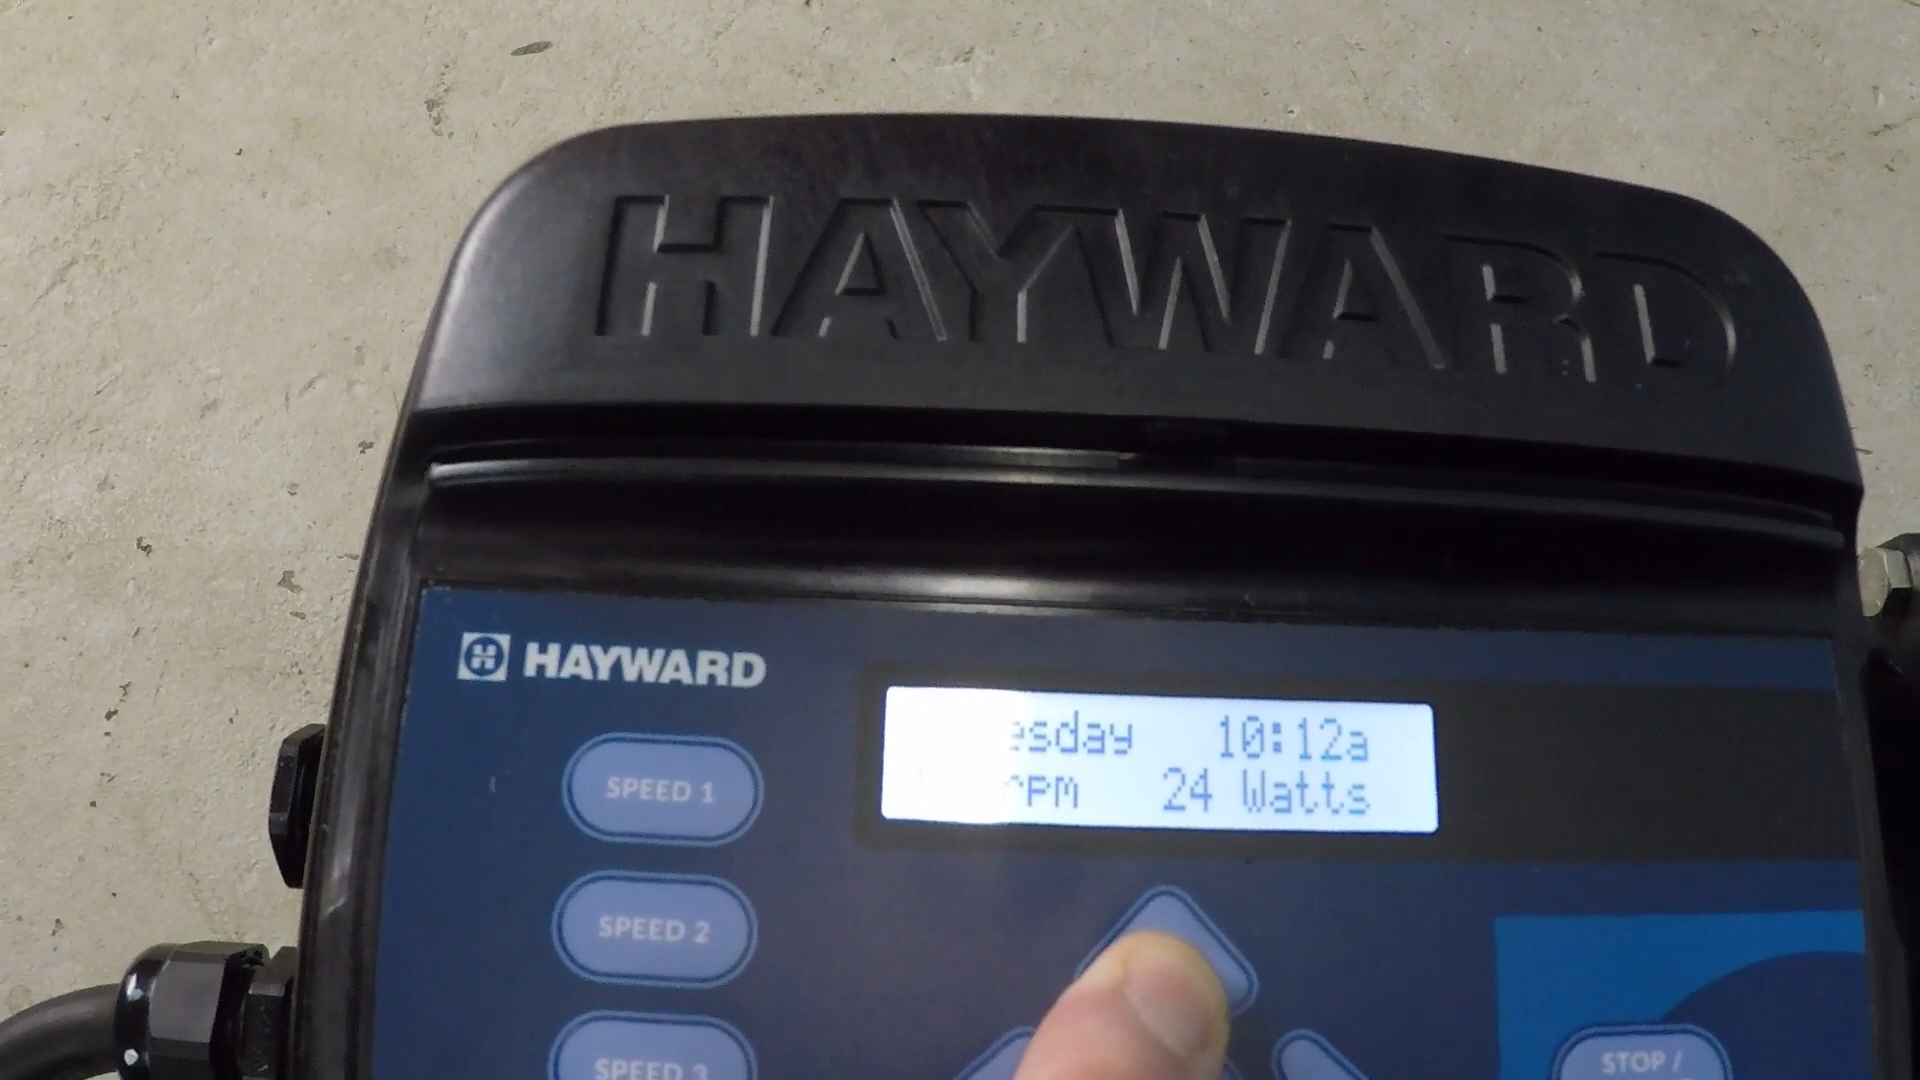 HAYWARD
HAYWARD
esday 10:12a
rpm 24 Watts
SPEED 1
SPEED 2
SPEED 3
STOP /